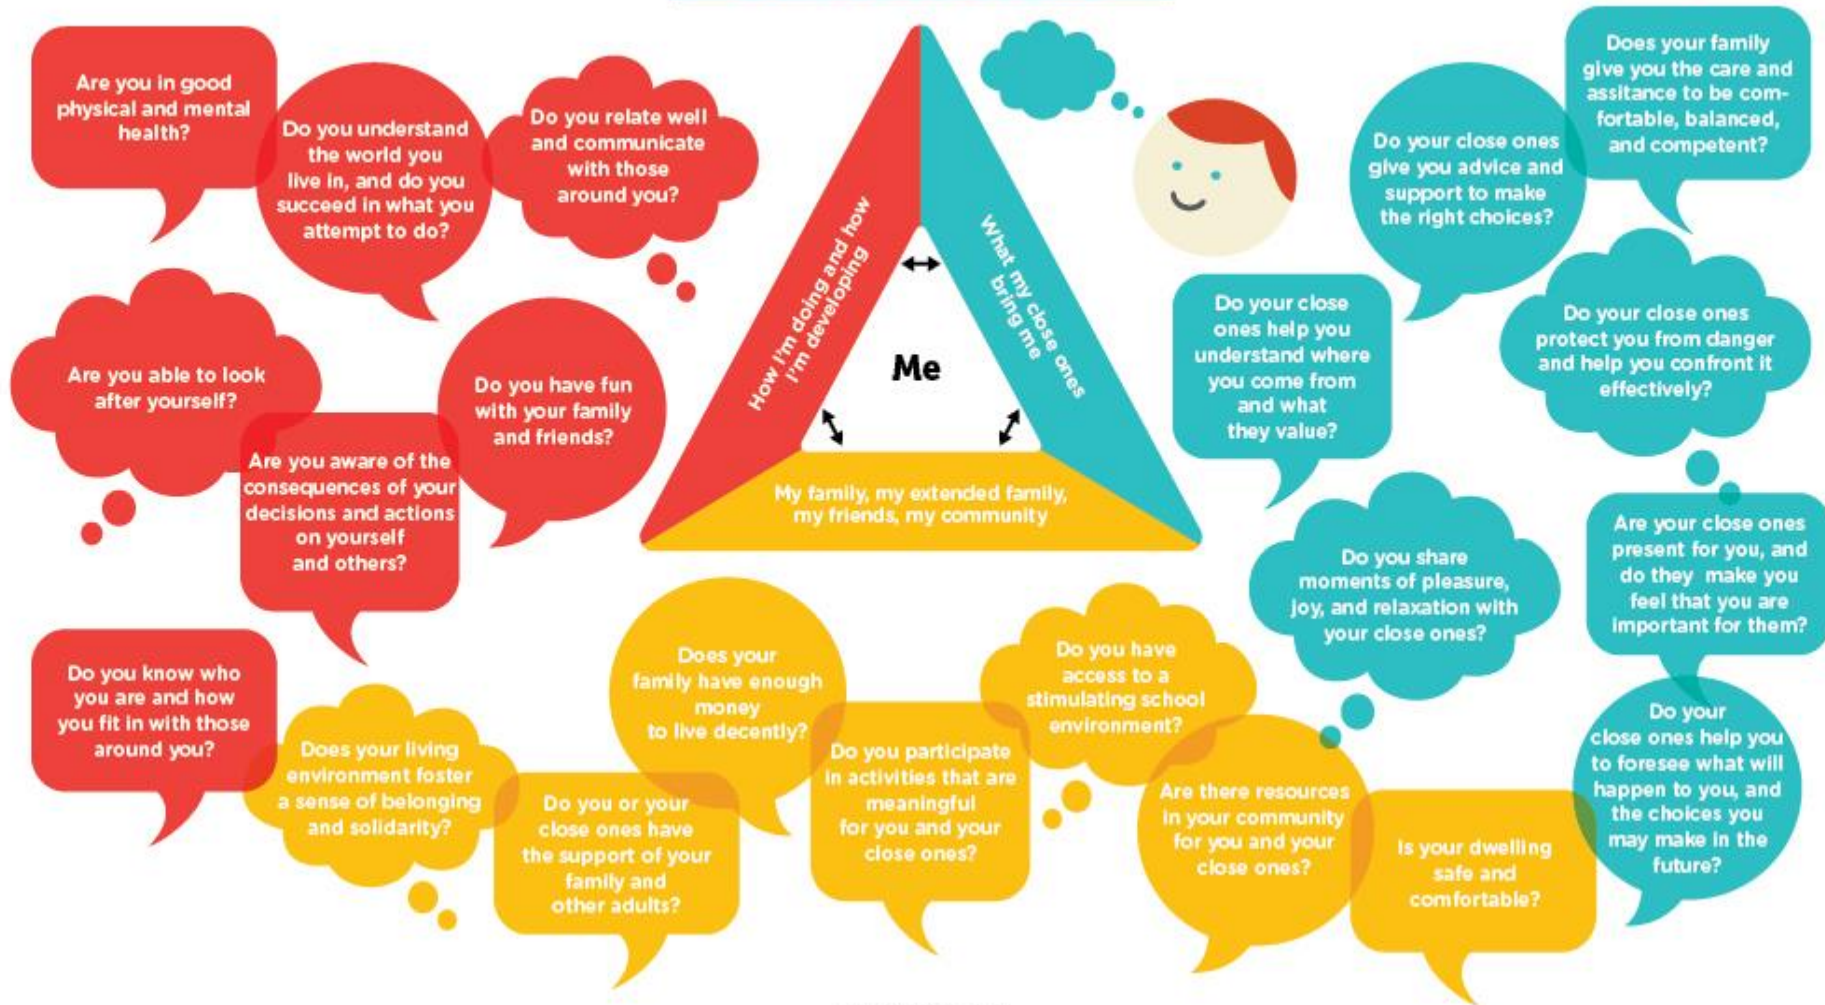 Are you in good
physical and mental
health?
Do you understand
the world you
live in, and do you
succeed in what you
attempt to do?
Do you relate well
and communicate
with those
around you?
Are you able to look
after yourself?
Are you aware of the
consequences of your
decisions and actions
on yourself
and others?
Do you have fun
with your family
and friends?
Do you know who
you are and how
you fit in with those
around you?
How I'm doing and how
I'm developing
What my close ones
bring me
Me
My family, my extended family,
my friends, my community
Does your family
give you the care and
assitance to be com-
fortable, balanced,
and competent?
Do your close ones
give you advice and
support to make
the right choices?
Do your close
ones help you
understand where
you come from
and what
they value?
Do your close ones
protect you from danger
and help you confront it
effectively?
Do you share
moments of pleasure,
joy, and relaxation with
your close ones?
Are your close ones
present for you, and
do they make you
feel that you are
important for them?
Do your
close ones help you
to foresee what will
happen to you, and
the choices you
may make in the
future?
Does your living
environment foster
a sense of belonging
and solidarity?
Do you or your
close ones have
the support of your
family and
other adults?
Does your
family have enough
money
to live decently?
Do you participate
in activities that are
meaningful
for you and your
close ones?
Do you have
access to a
stimulating school
environment?
Are there resources
in your community
for you and your
close ones?
Is your dwelling
safe and
comfortable?